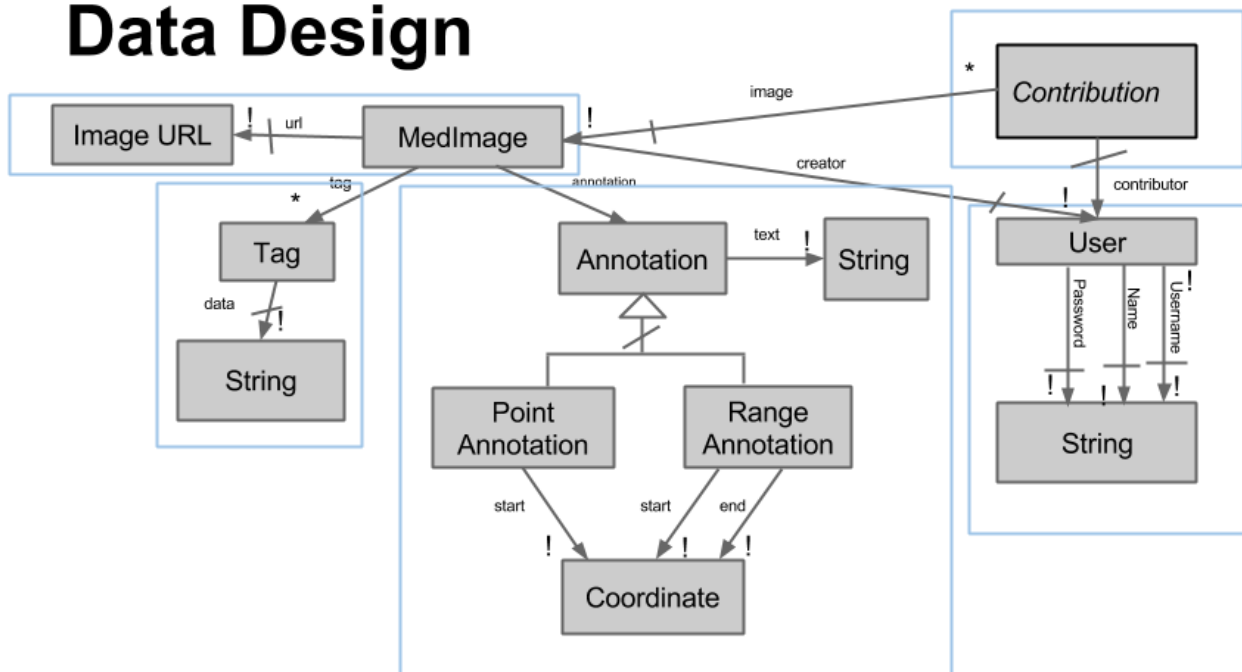 Data Design
*
Contribution
image
Image URL
!
url
MedImage
!
creator
contributor
!
tag
*
annotation
Tag
Annotation
text
!
String
User
data
!
String
Password
Name
Username
!
!
!
!
String
Point
Annotation
Range
Annotation
start
start
end
!
!
!
Coordinate